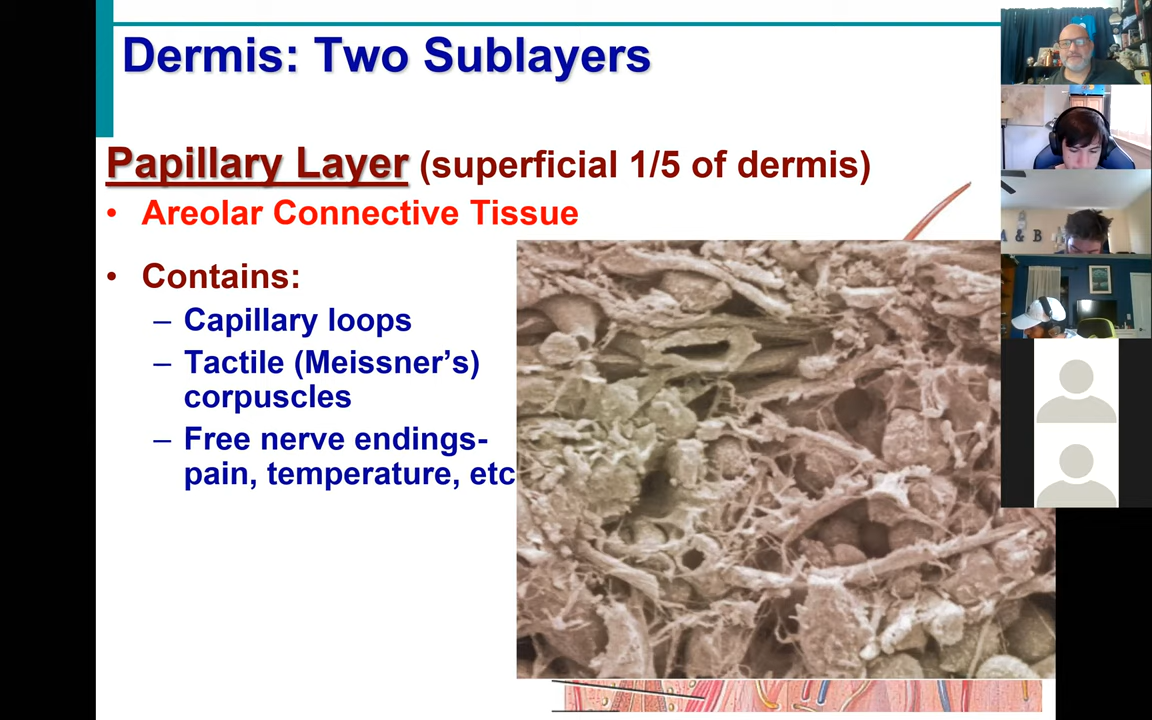 Dermis: Two Sublayers
Papillary Layer (superficial 1/5 of dermis)
• Areolar Connective Tissue
• Contains:
– Capillary loops
– Tactile (Meissner’s)
corpuscles
– Free nerve endings-
pain, temperature, etc
A & B